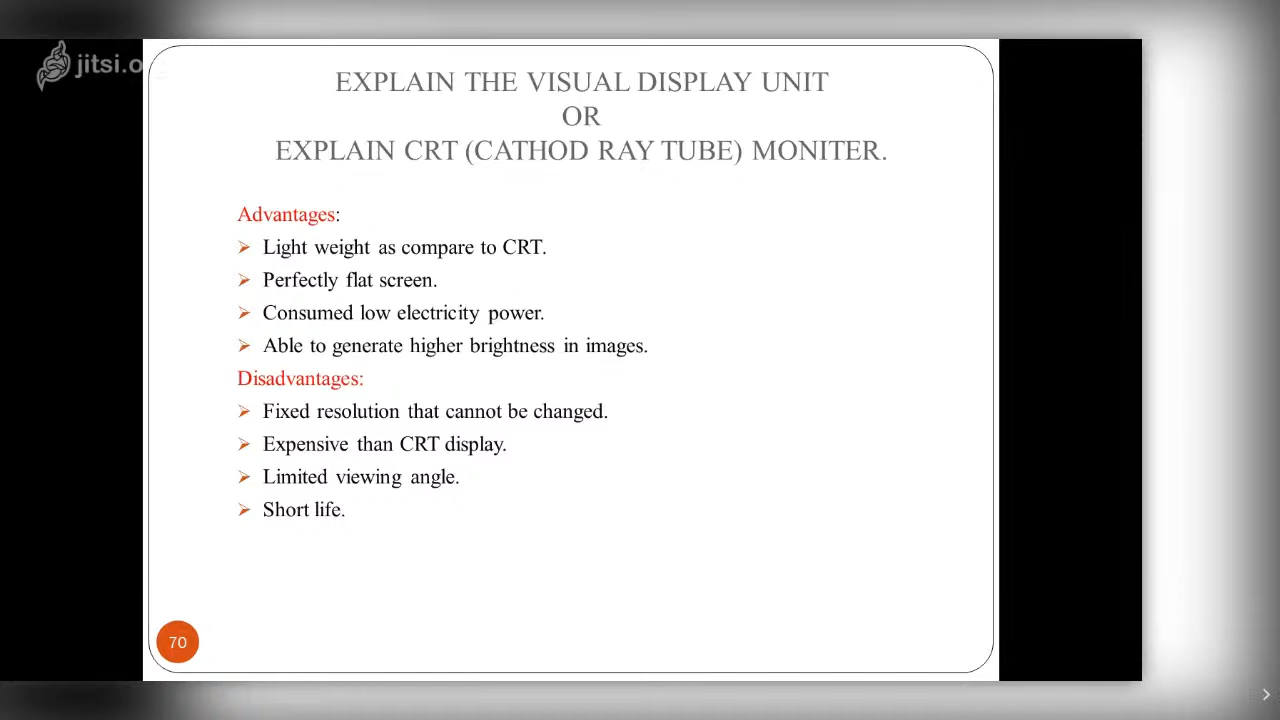 jitsi.o
EXPLAIN THE VISUAL DISPLAY UNIT
OR
EXPLAIN CRT (CATHOD RAY TUBE) MONITER.
Advantages:
➢ Light weight as compare to CRT.
➢ Perfectly flat screen.
➢ Consumed low electricity power.
➢ Able to generate higher brightness in images.
Disadvantages:
➢ Fixed resolution that cannot be changed.
➢ Expensive than CRT display.
➢ Limited viewing angle.
➢ Short life.
70